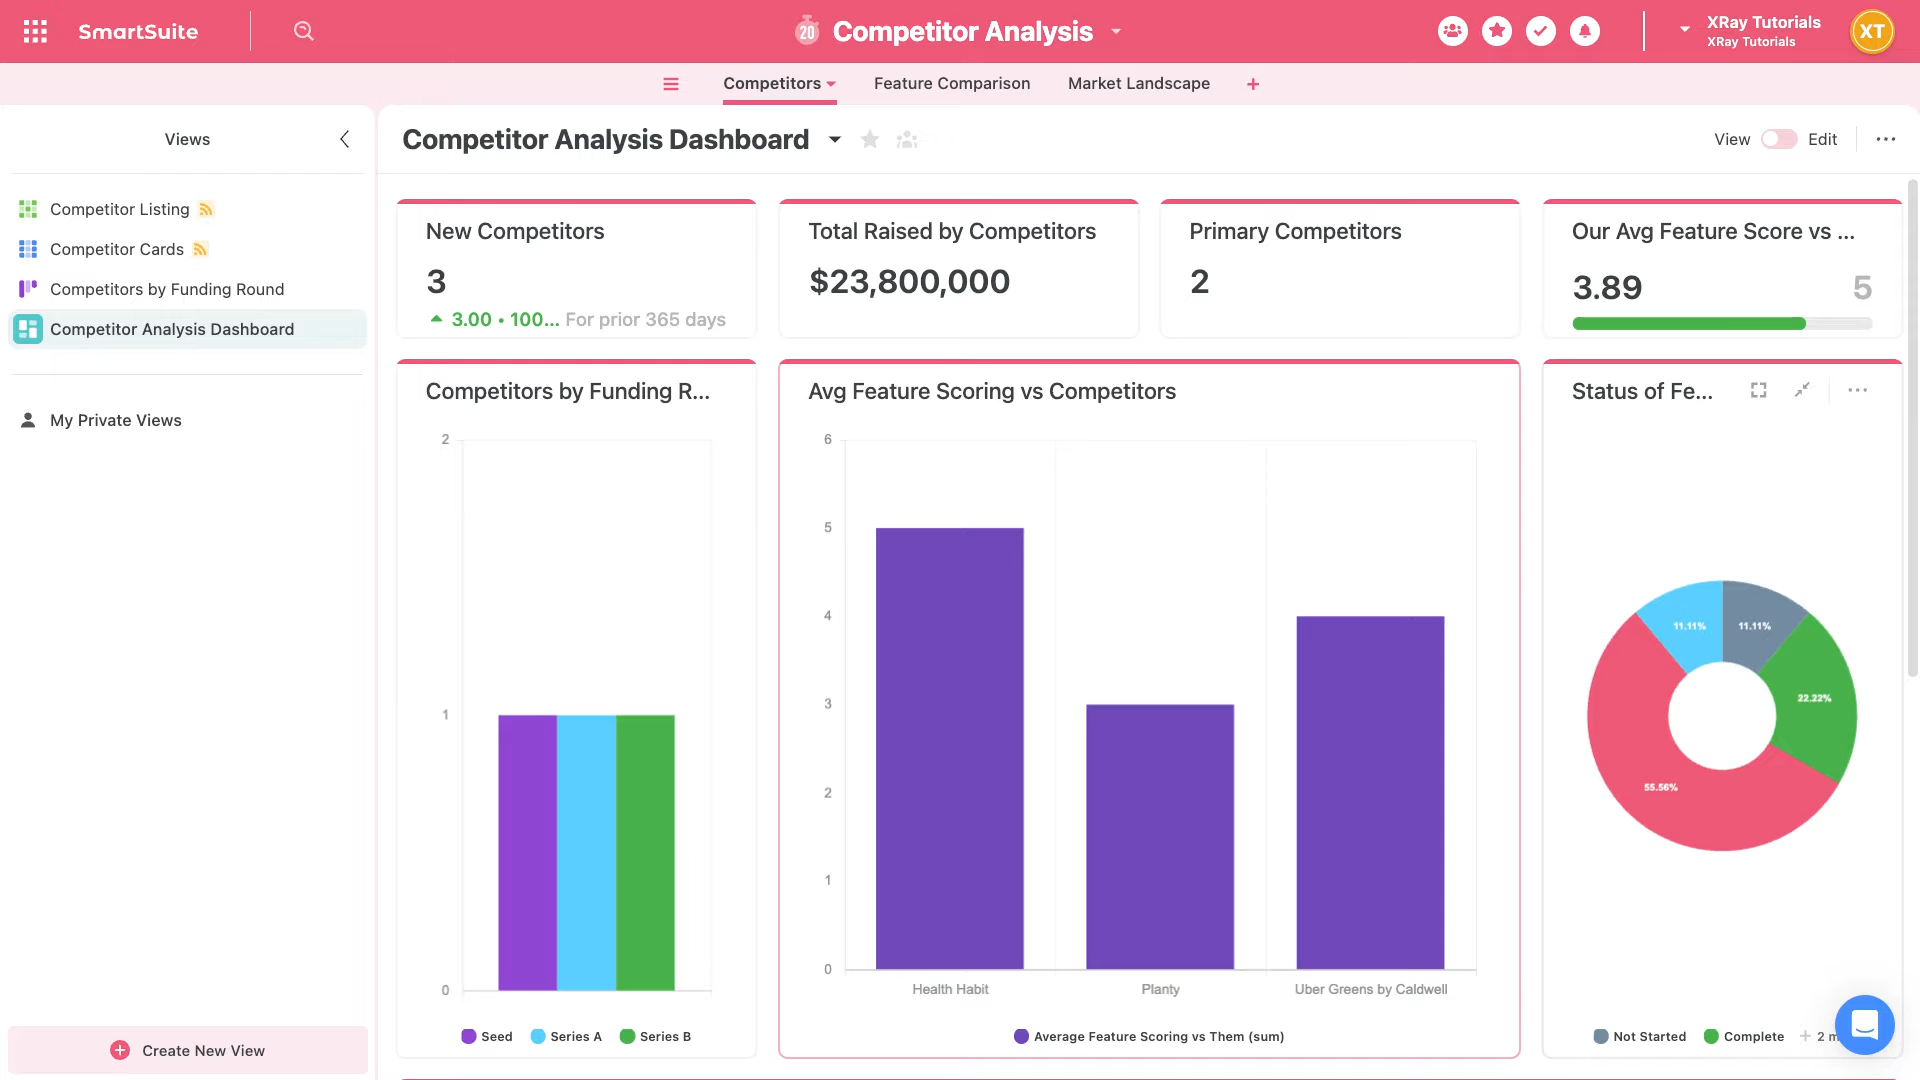 SmartSuite
20
Competitor Analysis
XRay Tutorials
XRay Tutorials
XT
Competitors
Feature Comparison
Market Landscape
+
Views
Competitor Listing
Competitor Cards
Competitors by Funding Round
Competitor Analysis Dashboard
My Private Views
Create New View
Competitor Analysis Dashboard
View
Edit
New Competitors
3
3.00 • 100... For prior 365 days
Total Raised by Competitors
$23,800,000
Primary Competitors
2
Our Avg Feature Score vs ...
3.89
5
Competitors by Funding R...
2
1
0
Seed
Series A
Series B
Avg Feature Scoring vs Competitors
6
5
4
3
2
1
0
Health Habit
Planty
Uber Greens by Caldwell
Average Feature Scoring vs Them (sum)
Status of Fe...
11.11%
11.11%
22.22%
55.56%
Not Started
Complete
+ 2 m